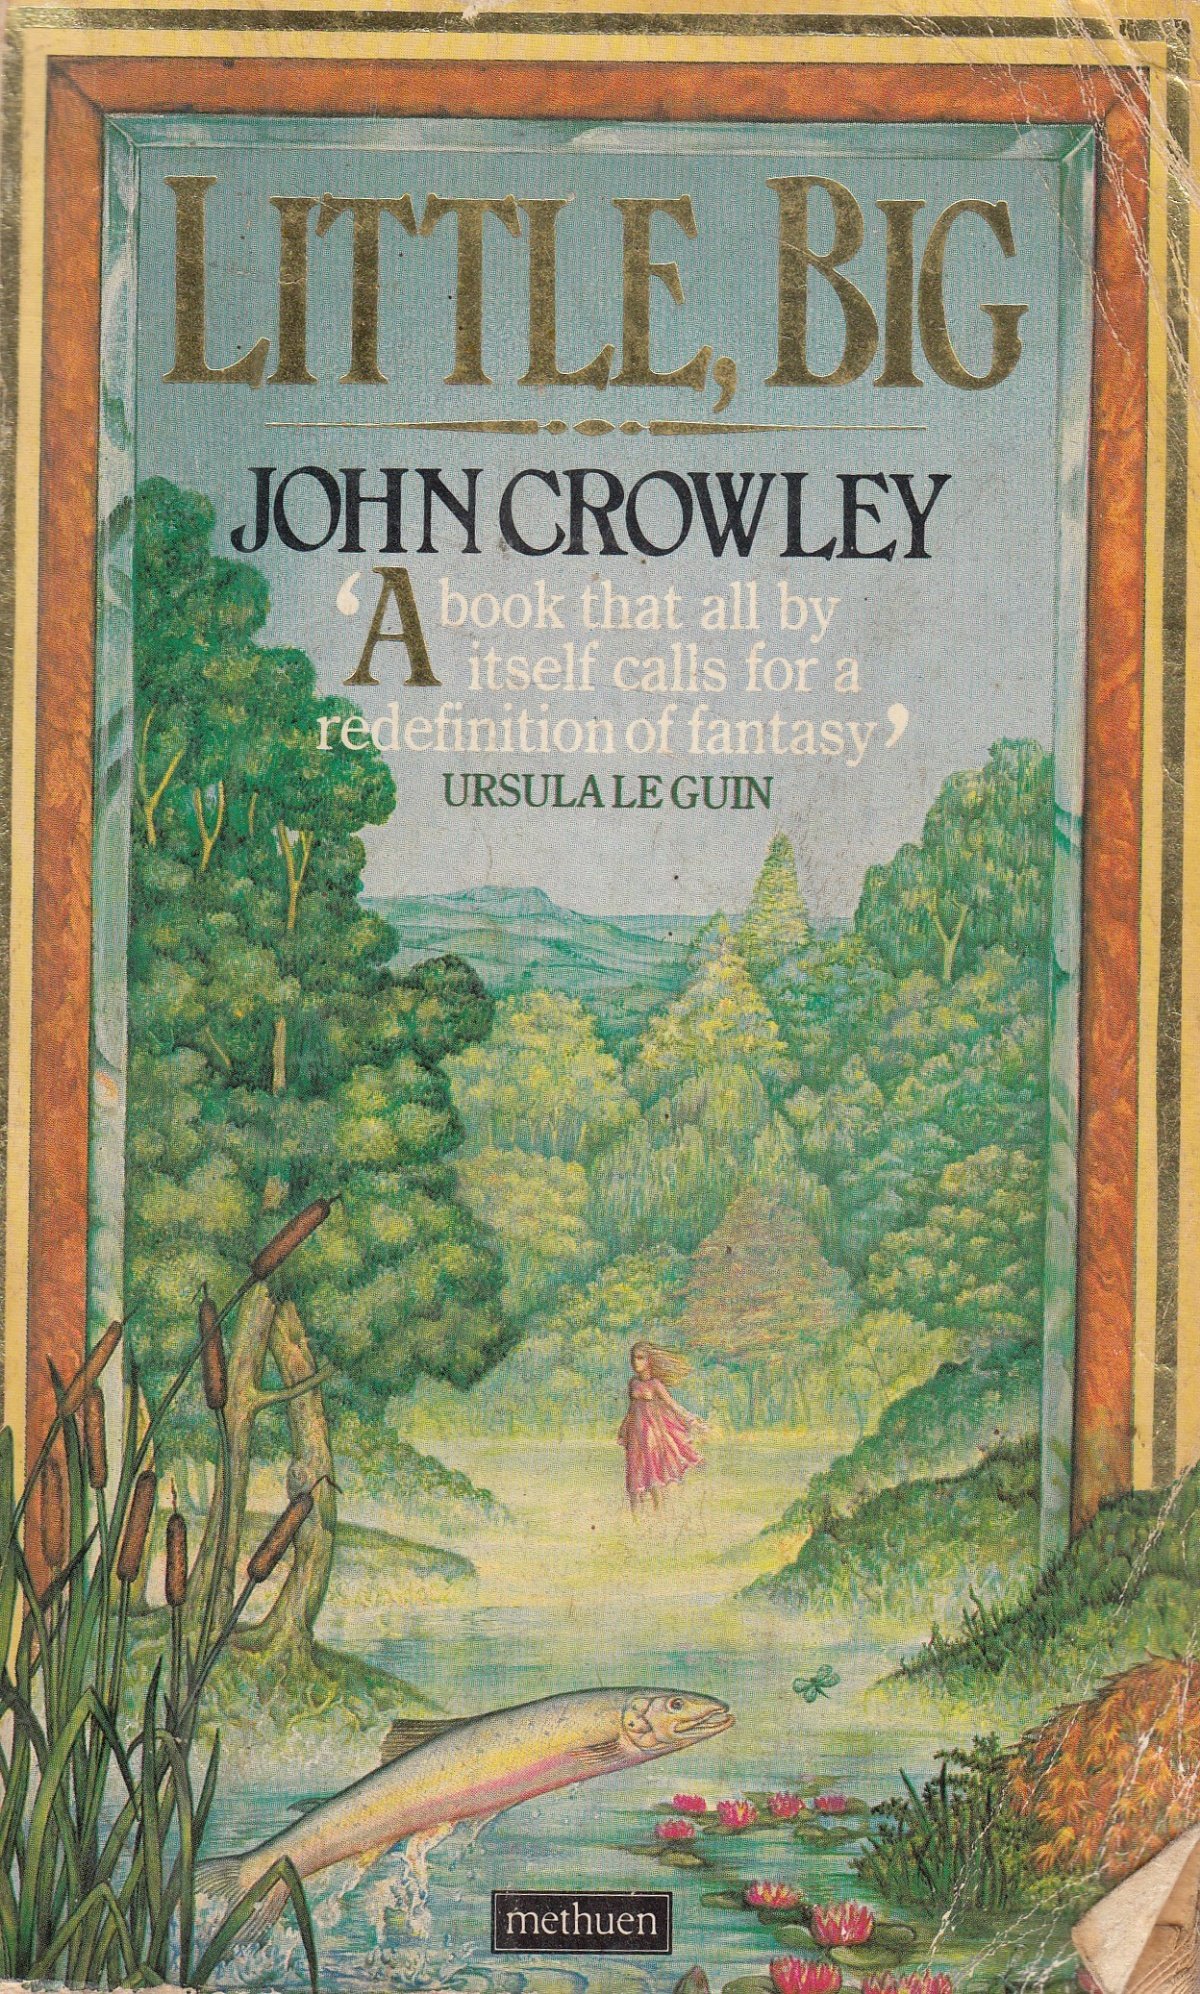 LITTLE, BIG
JOHN CROWLEY
‘A book that all by
itself calls for a
redefinition of fantasy’
URSULA LE GUIN
methuen